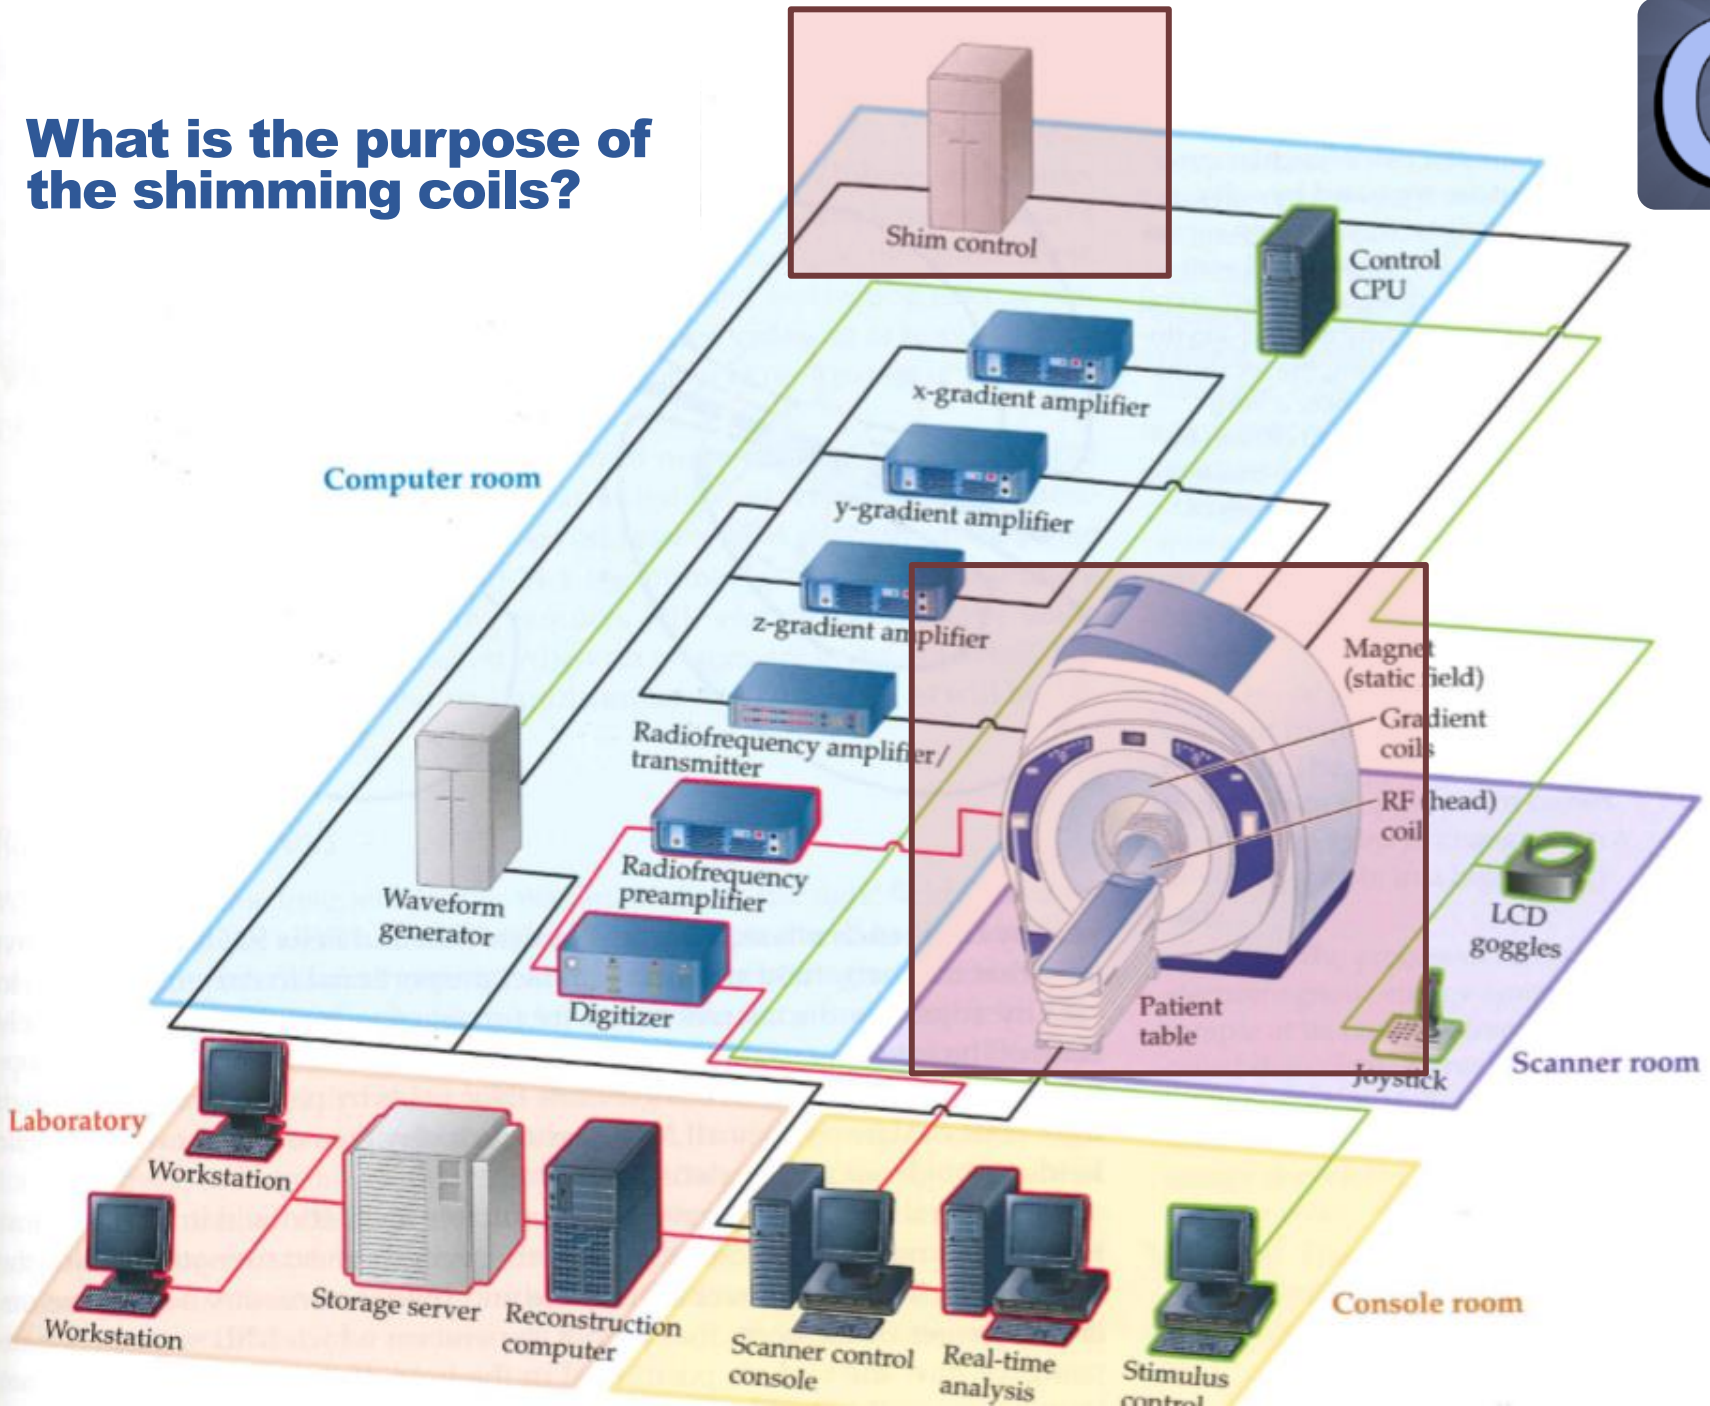 What is the purpose of
the shimming coils?
Shim control
Control
CPU
x-gradient amplifier
y-gradient amplifier
z-gradient amplifier
Computer room
Magnet
(static field)
Gradient
coils
RF (head)
coil
Radiofrequency amplifier/
transmitter
Radiofrequency
preamplifier
Waveform
generator
Digitizer
LCD
goggles
Patient
table
Joystick
Scanner room
Laboratory
Workstation
Workstation
Storage server
Reconstruction
computer
Scanner control
console
Real-time
analysis
Stimulus
control
Console room